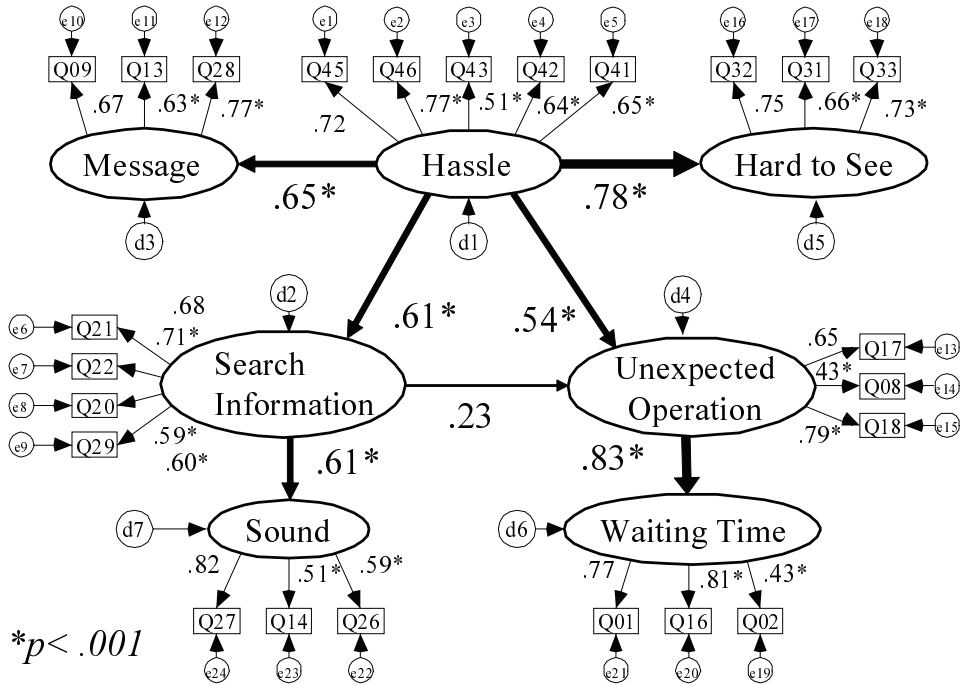 e10 e11 e12 e1 e2 e3 e4 e5 e16 e17 e18
Q09 Q13 Q28 Q45 Q46 Q43 Q42 Q41 Q32 Q31 Q33
.67 .63* .77* .72 .77* .51* .64* .65* .75 .66* .73*
Message Hassle Hard to See
.65* .78*
d3 d1 d5
d2 d4
.61* .54*
.68
e6 Q21 .71*
e7 Q22
e8 Q20
e9 Q29
.59*
.60*
Search
Information
.23
Unexpected
Operation
.65 Q17 e13
.43* Q08 e14
.79* Q18 e15
.61* .83*
d7 Sound d6 Waiting Time
.82 .51* .59* .77 .81* .43*
Q27 Q14 Q26 Q01 Q16 Q02
e24 e23 e22 e21 e20 e19
*p< .001